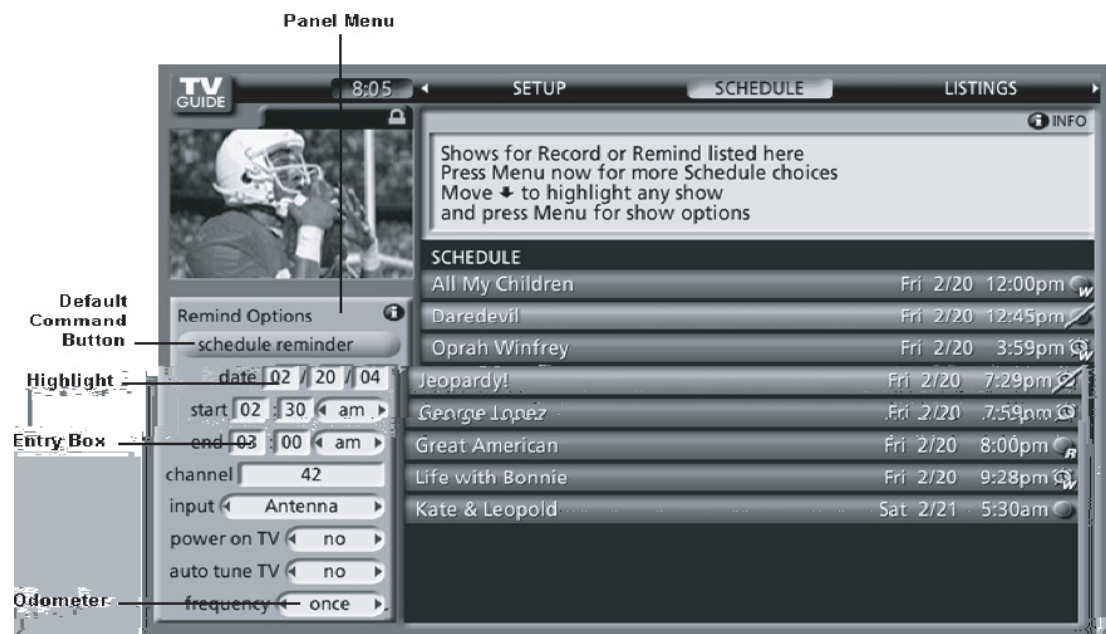 Panel Menu
TV
GUIDE
8:05
SETUP
SCHEDULE
LISTINGS
INFO
Shows for Record or Remind listed here
Press Menu now for more Schedule choices
Move to highlight any show
and press Menu for show options
SCHEDULE
All My Children Fri 2/20 12:00pm W
Daredevil Fri 2/20 12:45pm
Oprah Winfrey Fri 2/20 3:59pm W
Jeopardy! Fri 2/20 7:29pm
George Lopez Fri 2/20 7:59pm
Great American Fri 2/20 8:00pm R
Life with Bonnie Fri 2/20 9:28pm W
Kate & Leopold Sat 2/21 5:30am
Default
Command
Button
Highlight
Entry Box
Odometer
Remind Options
schedule reminder
date 02 / 20 / 04
start 02 : 30 am
end 03 : 00 am
channel 42
input Antenna
power on TV no
auto tune TV no
frequency once